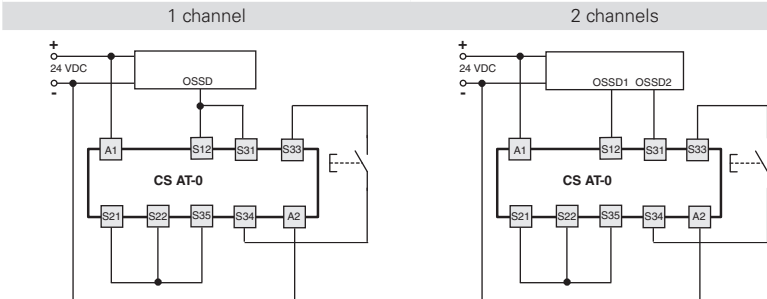 1 channel
2 channels
+
24 VDC
-
OSSD
A1
S12
S31
S33
CS AT-0
S21
S22
S35
S34
A2
+
24 VDC
-
OSSD1 OSSD2
A1
S12
S31
S33
CS AT-0
S21
S22
S35
S34
A2